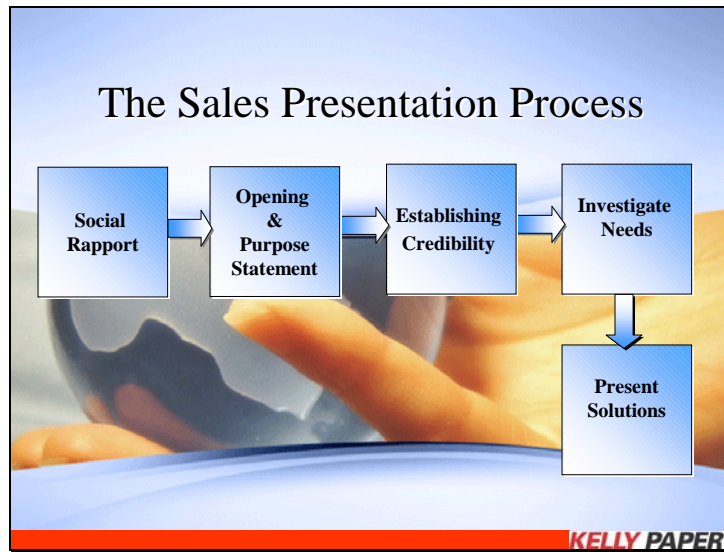 The Sales Presentation Process
Social
Rapport
Opening
&
Purpose
Statement
Establishing
Credibility
Investigate
Needs
Present
Solutions
KELLY PAPER